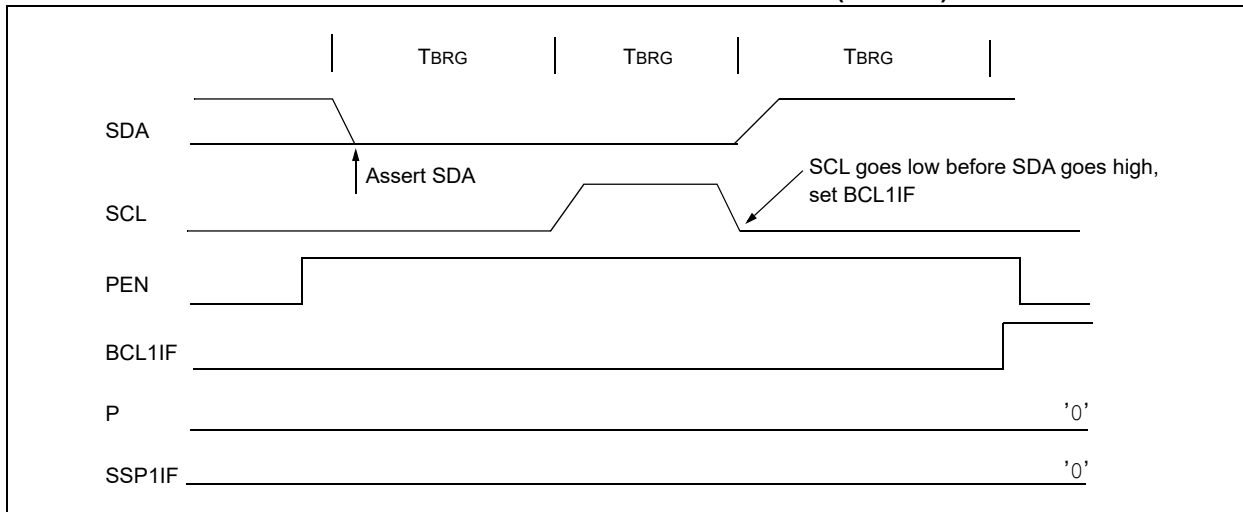 TBRG TBRG TBRG
SDA
Assert SDA
SCL goes low before SDA goes high,
set BCL1IF
SCL
PEN
BCL1IF
P '0'
SSP1IF '0'